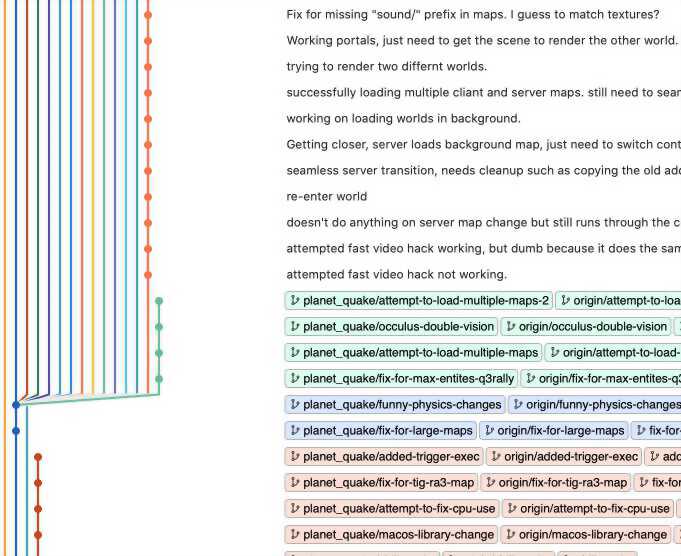 Fix for missing "sound/" prefix in maps. I guess to match textures?
Working portals, just need to get the scene to render the other world.
trying to render two differnt worlds.
successfully loading multiple cliant and server maps. still need to sear
working on loading worlds in background.
Getting closer, server loads background map, just need to switch cont
seamless server transition, needs cleanup such as copying the old add
re-enter world
doesn't do anything on server map change but still runs through the c
attempted fast video hack working, but dumb because it does the sam
attempted fast video hack not working.
planet_quake/attempt-to-load-multiple-maps-2 origin/attempt-to-loa
planet_quake/occulus-double-vision origin/occulus-double-vision
planet_quake/attempt-to-load-multiple-maps origin/attempt-to-load-
planet_quake/fix-for-max-entites-q3rally origin/fix-for-max-entites-q3
planet_quake/funny-physics-changes origin/funny-physics-changes
planet_quake/fix-for-large-maps origin/fix-for-large-maps fix-for-
planet_quake/added-trigger-exec origin/added-trigger-exec add
planet_quake/fix-for-tig-ra3-map origin/fix-for-tig-ra3-map fix-for
planet_quake/attempt-to-fix-cpu-use origin/attempt-to-fix-cpu-use
planet_quake/macos-library-change origin/macos-library-change